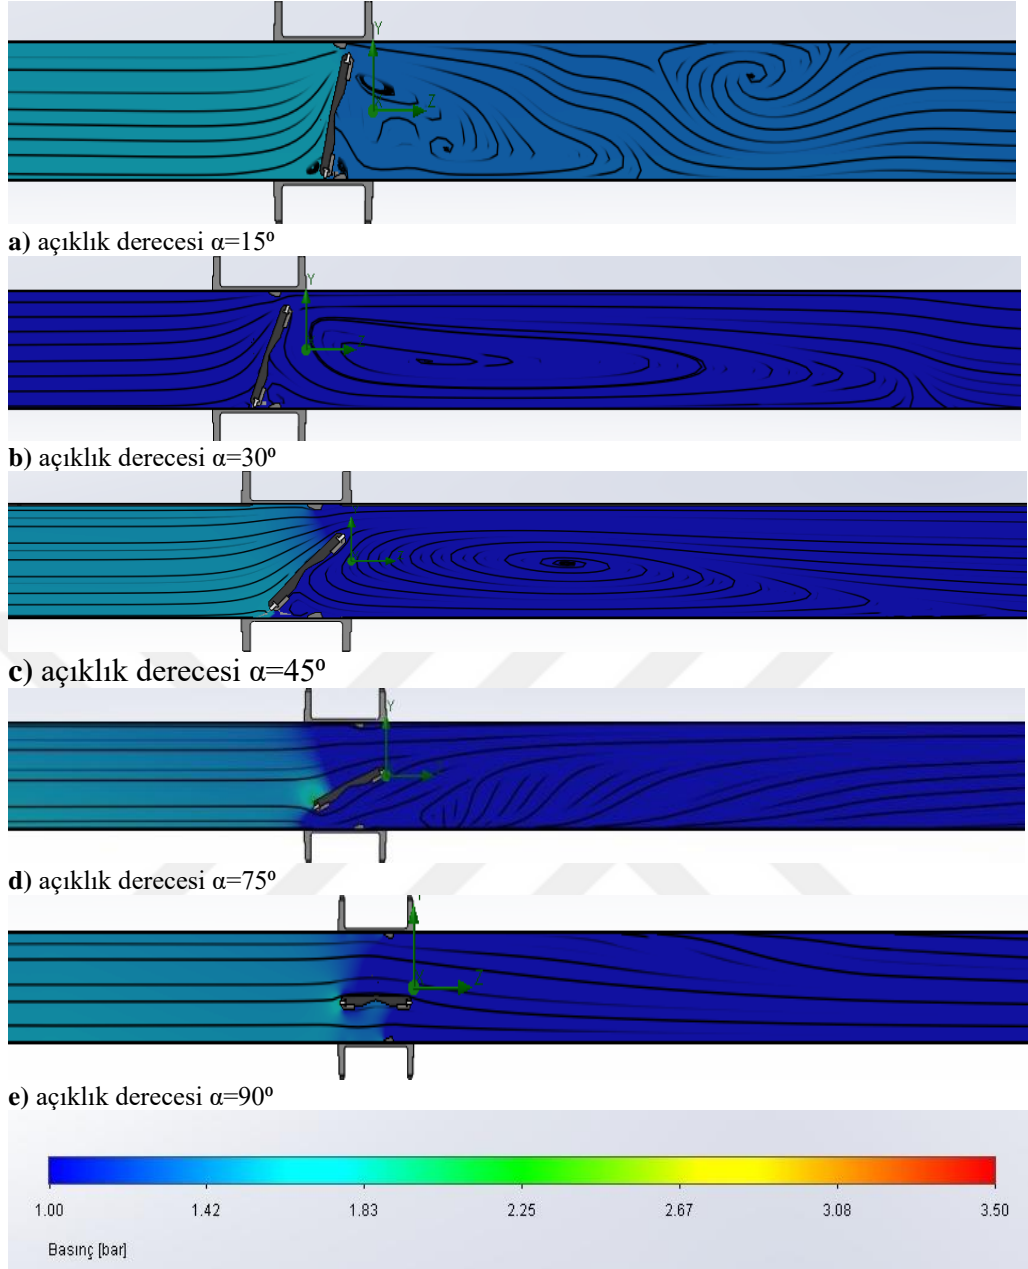 Y
Z
a) açıklık derecesi α=15º
Y
Z
b) açıklık derecesi α=30º
c) açıklık derecesi α=45º
Y
d) açıklık derecesi α=75º
Z
e) açıklık derecesi α=90º
1.00 1.42 1.83 2.25 2.67 3.08 3.50
Basınç [bar]